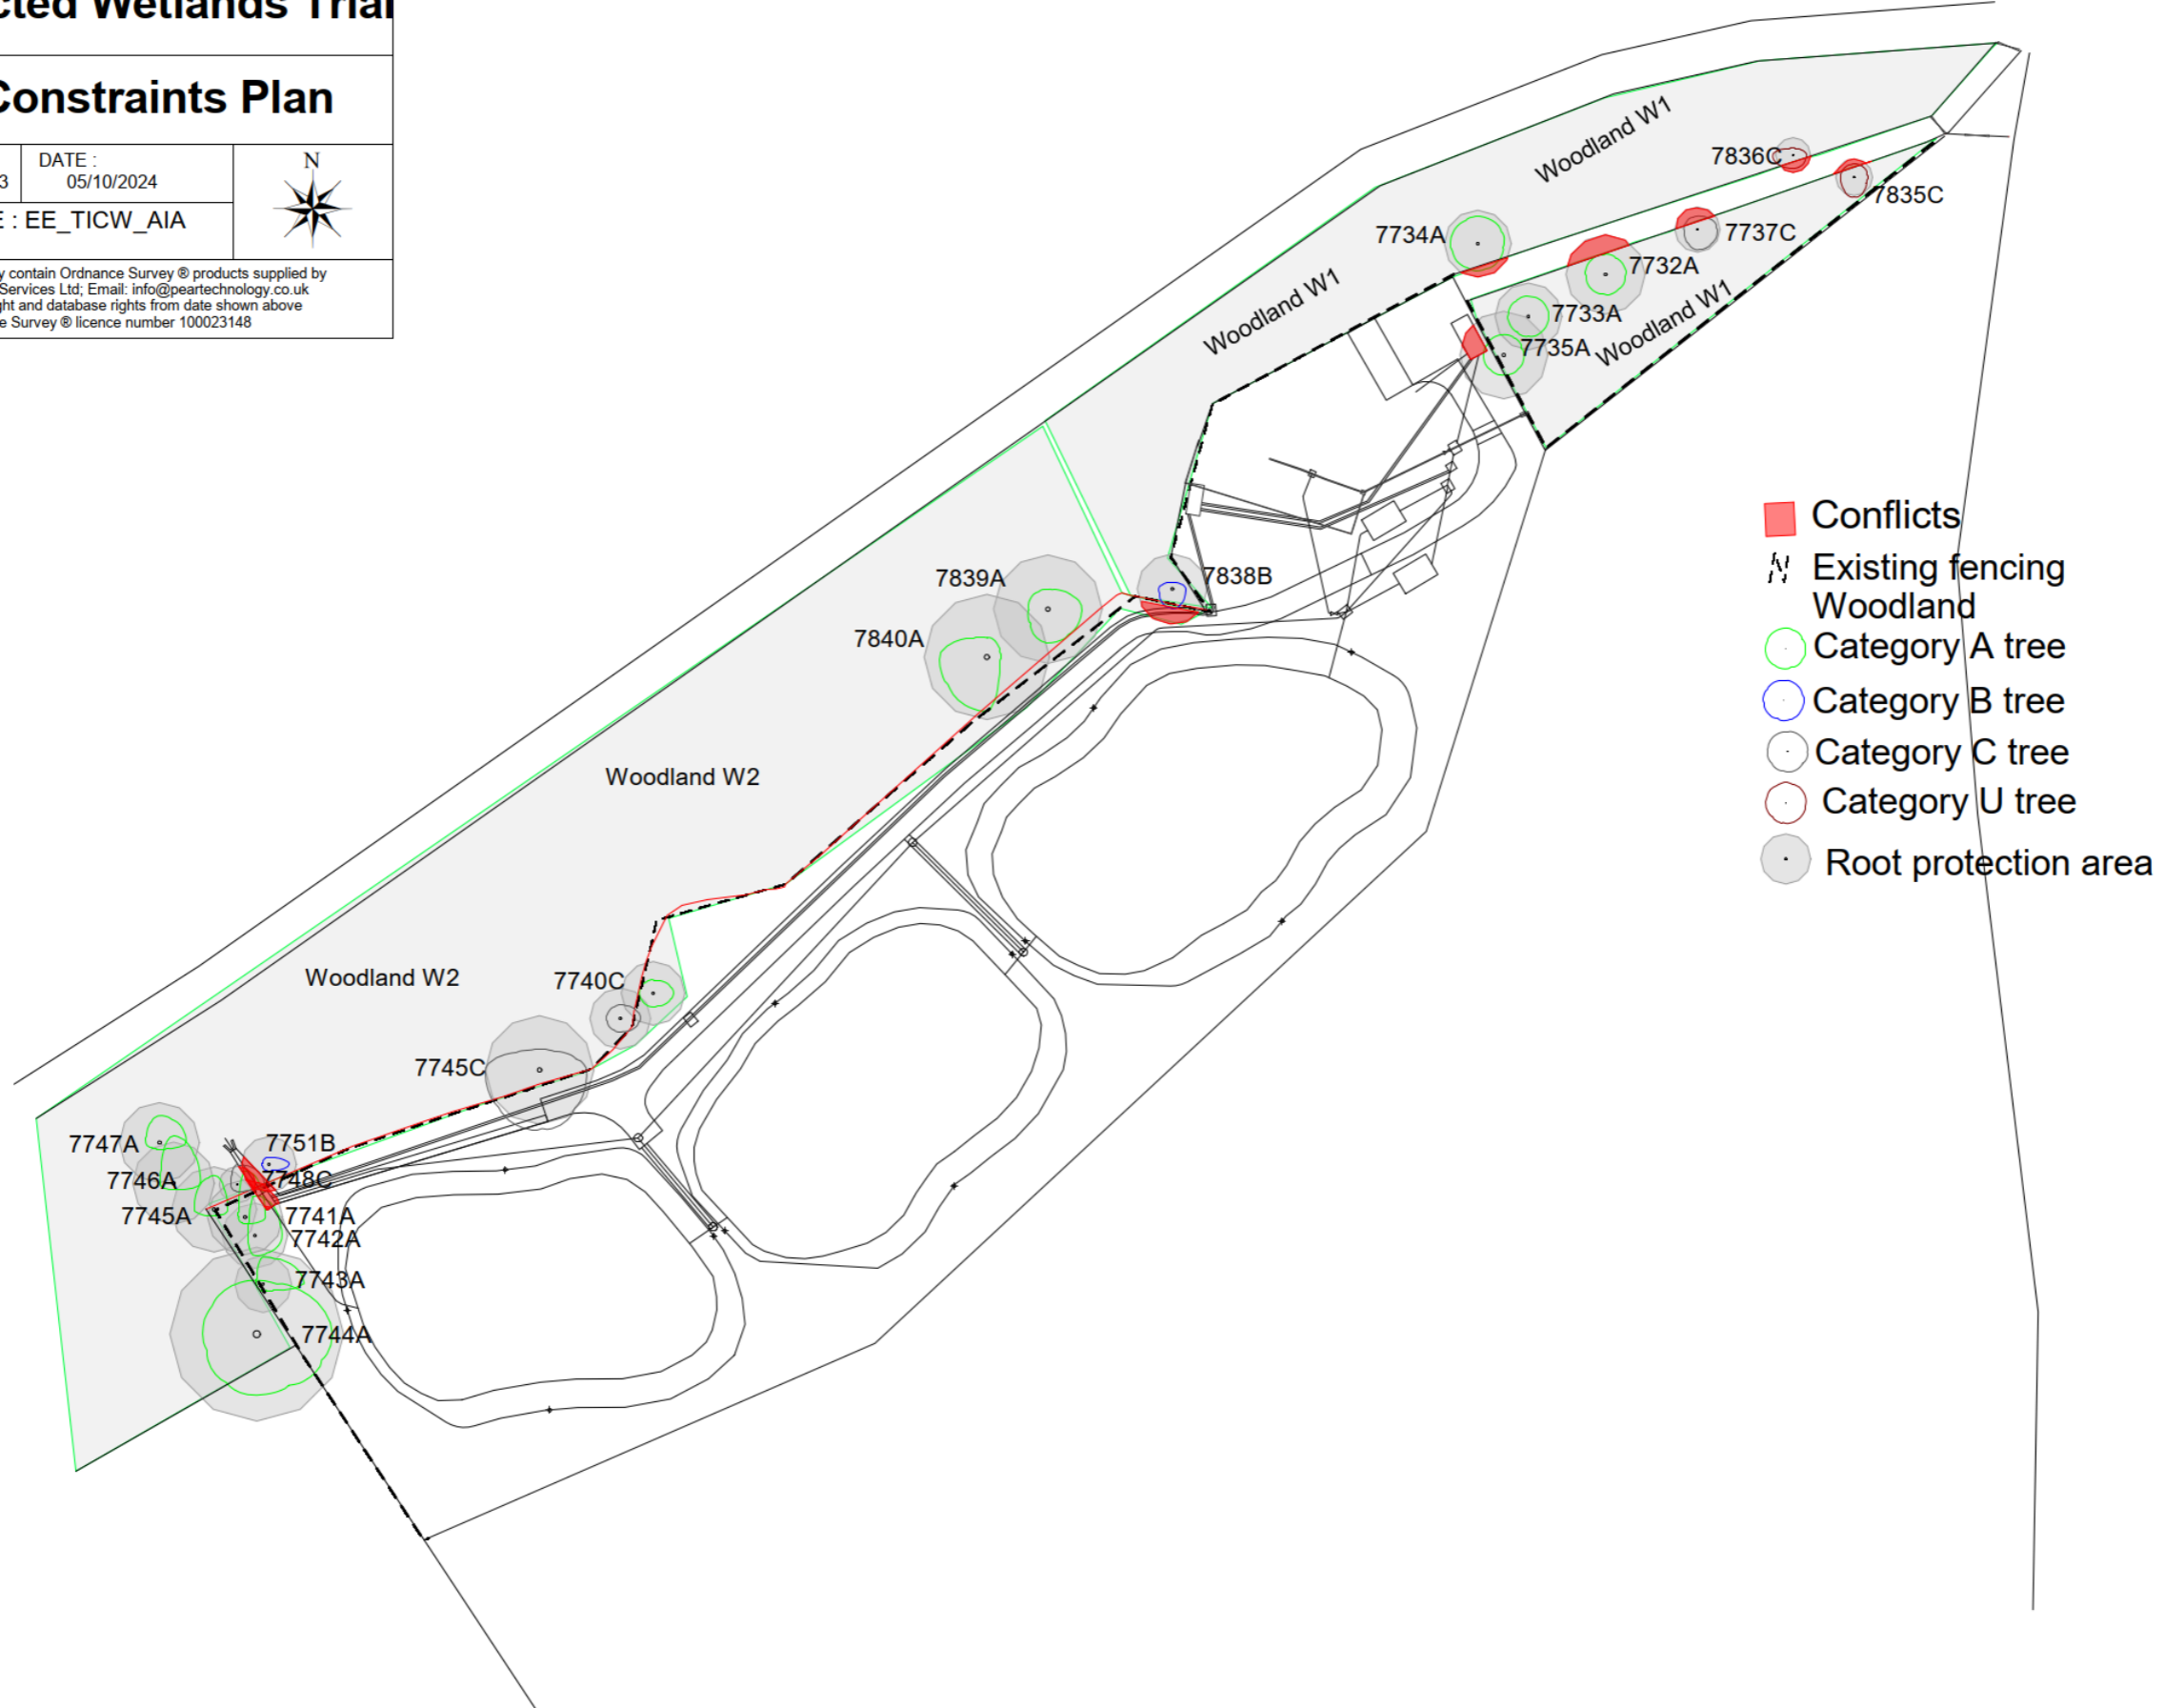 cted Wetlands Trial
Constraints Plan
3
DATE :
05/10/2024
N
E : EE_TICW_AIA
y contain Ordnance Survey ® products supplied by
Services Ltd; Email: info@peartechnology.co.uk
ght and database rights from date shown above
e Survey ® licence number 100023148
Woodland W1
7836C
7835C
7734A
7737C
7732A
Woodland W1
7733A
Woodland W1
7735A
Conflicts
Existing fencing
Woodland
Category A tree
Category B tree
Category C tree
Category U tree
Root protection area
7839A
7838B
7840A
Woodland W2
Woodland W2
7740C
7745C
7747A
7751B
7746A
7748C
7745A
7741A
7742A
7743A
7744A